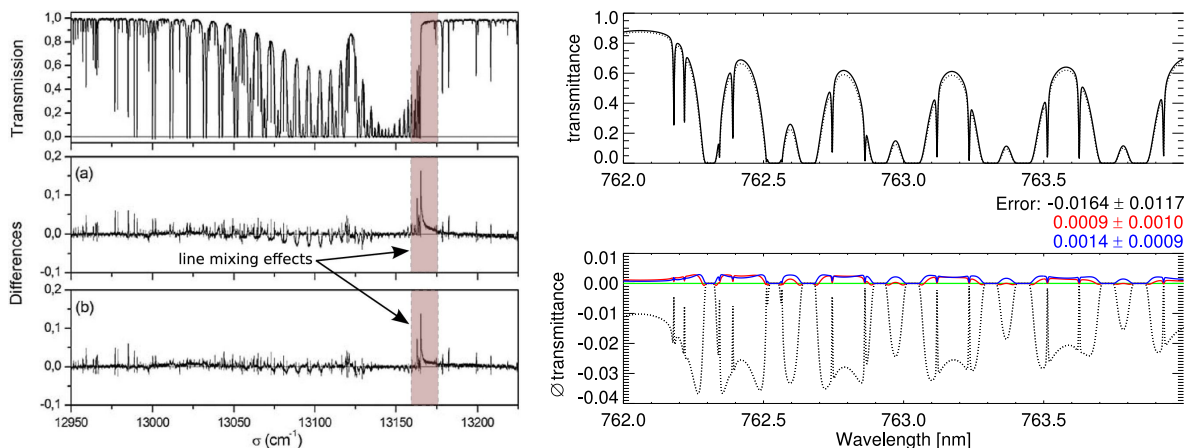 1,0
0,8
0,6
0,4
0,2
0,0
Transmission
0,2
(a)
0,1
0,0
-0,1
line mixing effects
Differences
0,2
(b)
0,1
0,0
-0,1
12950 13000 13050 13100 13150 13200
σ (cm⁻¹)
1.0
0.8
0.6
0.4
0.2
0.0
transmittance
762.0 762.5 763.0 763.5
Error: -0.0164 ± 0.0117
0.0009 ± 0.0010
0.0014 ± 0.0009
0.01
0.00
-0.01
-0.02
-0.03
-0.04
∅ transmittance
762.0 762.5 763.0 763.5
Wavelength [nm]